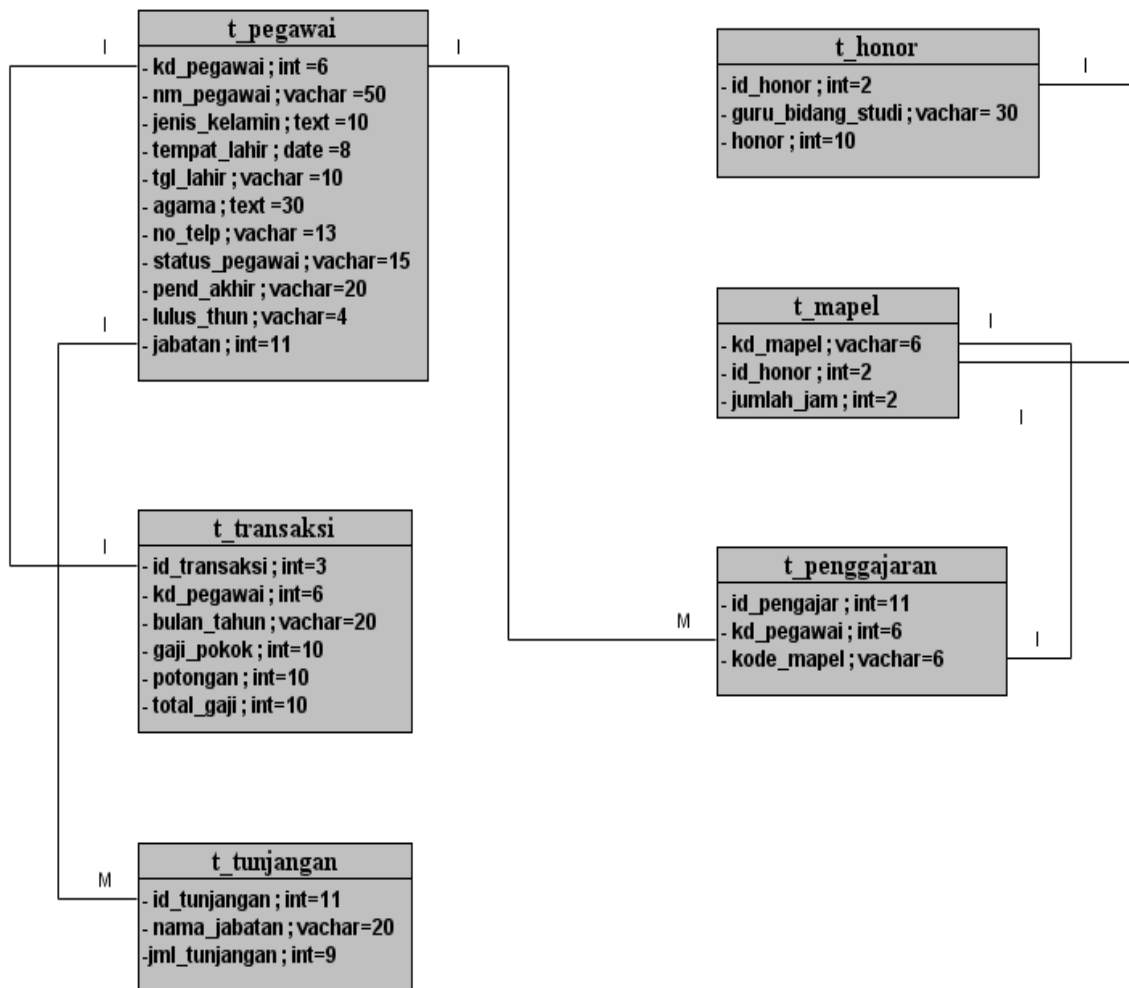 t_pegawai
- kd_pegawai ; int =6
- nm_pegawai ; vachar =50
- jenis_kelamin ; text =10
- tempat_lahir ; date =8
- tgl_lahir ; vachar =10
- agama ; text =30
- no_telp ; vachar =13
- status_pegawai ; vachar=15
- pend_akhir ; vachar=20
- lulus_thun ; vachar=4
- jabatan ; int=11
I
I
I
t_honor
- id_honor ; int=2
- guru_bidang_studi ; vachar= 30
- honor ; int=10
I
t_mapel
- kd_mapel ; vachar=6
- id_honor ; int=2
- jumlah_jam ; int=2
I
I
t_transaksi
- id_transaksi ; int=3
- kd_pegawai ; int=6
- bulan_tahun ; vachar=20
- gaji_pokok ; int=10
- potongan ; int=10
- total_gaji ; int=10
I
t_penggajaran
- id_pengajar ; int=11
- kd_pegawai ; int=6
- kode_mapel ; vachar=6
M
I
t_tunjangan
- id_tunjangan ; int=11
- nama_jabatan ; vachar=20
-jml_tunjangan ; int=9
M